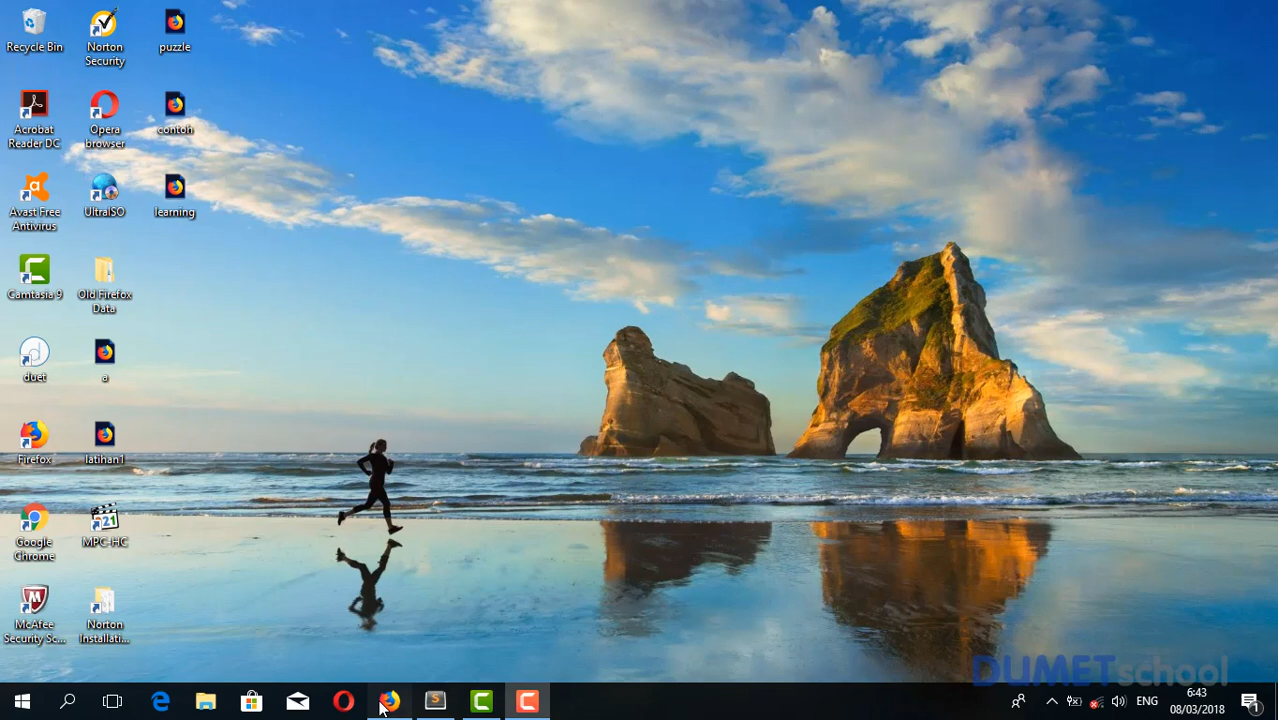 Recycle Bin
Norton
Security
puzzle
Acrobat
Reader DC
Opera
browser
contoh
Avast Free
Antivirus
UltraISO
learning
Camtasia 9
Old Firefox
Data
duet
a
Firefox
latihan1
Google
Chrome
21
MPC-HC
McAfee
Security Sc...
Norton
Installati...
DUMETschool
ENG
6:43
08/03/2018
1